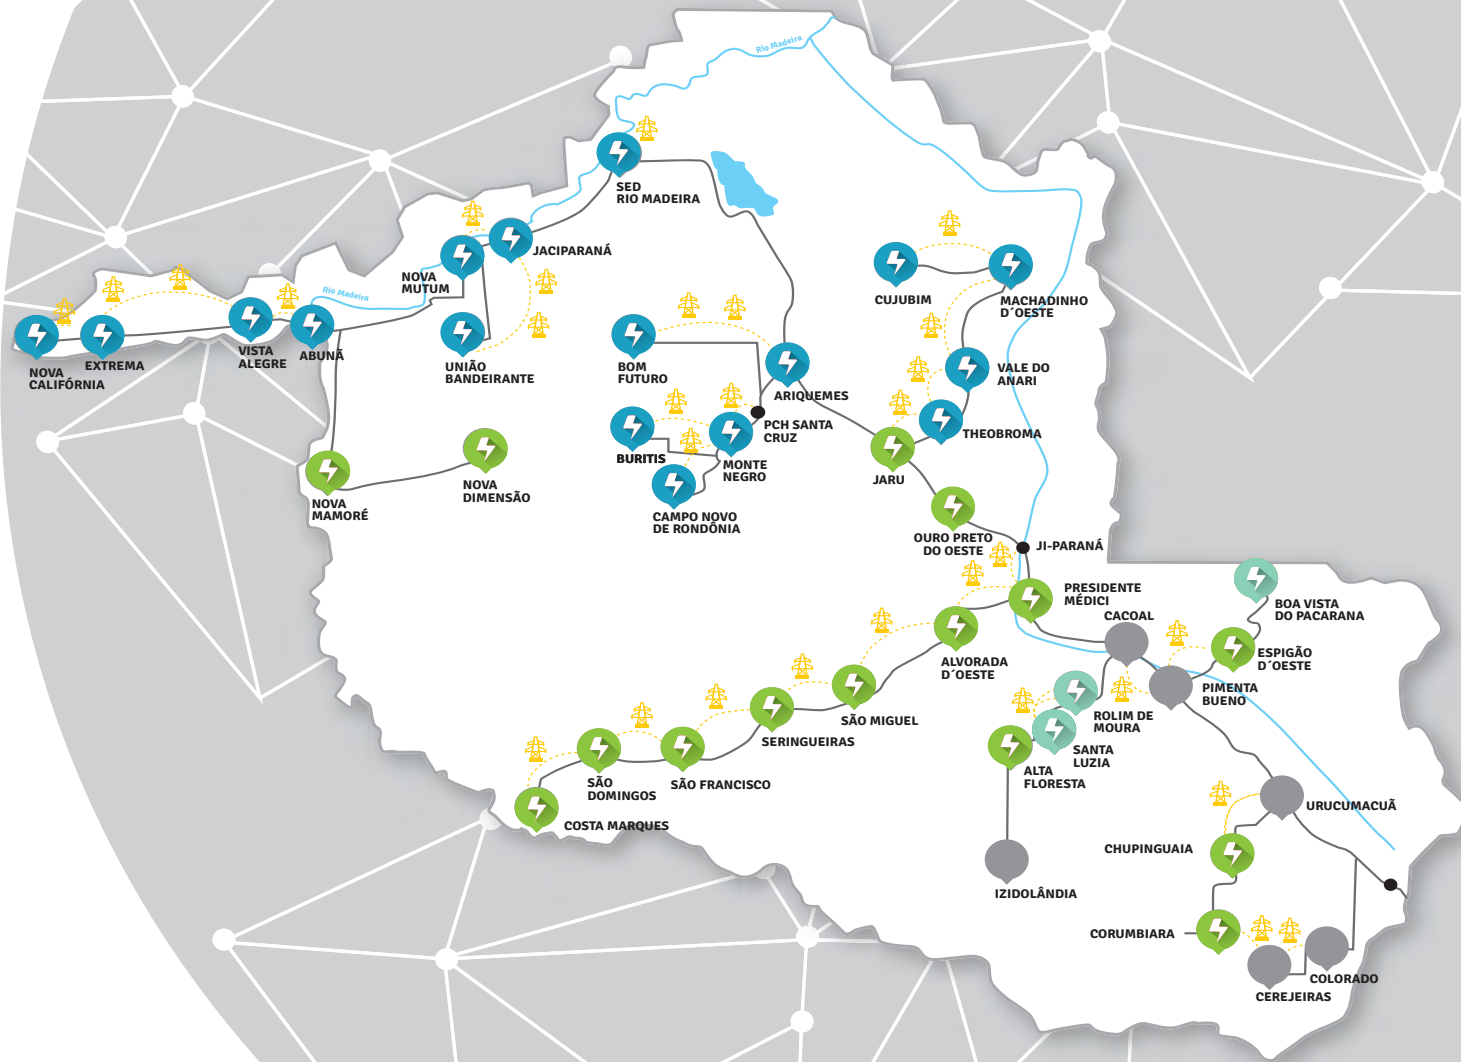 Rio Madeira
SED
RIO MADEIRA
JACIPARANÁ
NOVA
MUTUM
CUJUBIM
MACHADINHO
D´OESTE
Rio Madeira
NOVA
CALIFÓRNIA
EXTREMA
VISTA
ALEGRE
ABUNÃ
UNIÃO
BANDEIRANTE
BOM
FUTURO
ARIQUEMES
VALE DO
ANARI
PCH SANTA
CRUZ
THEOBROMA
BURITIS
MONTE
NEGRO
JARU
NOVA
DIMENSÃO
NOVA
MAMORÉ
CAMPO NOVO
DE RONDÔNIA
OURO PRETO
DO OESTE
JI-PARANÁ
PRESIDENTE
MÉDICI
CACOAL
BOA VISTA
DO PACARANA
ESPIGÃO
D´OESTE
ALVORADA
D´OESTE
PIMENTA
BUENO
ROLIM DE
MOURA
SÃO MIGUEL
SERINGUEIRAS
SANTA
LUZIA
ALTA
FLORESTA
SÃO
DOMINGOS
SÃO FRANCISCO
COSTA MARQUES
URUCUMACUÃ
CHUPINGUAIA
IZIDOLÂNDIA
CORUMBIARA
COLORADO
CEREJEIRAS